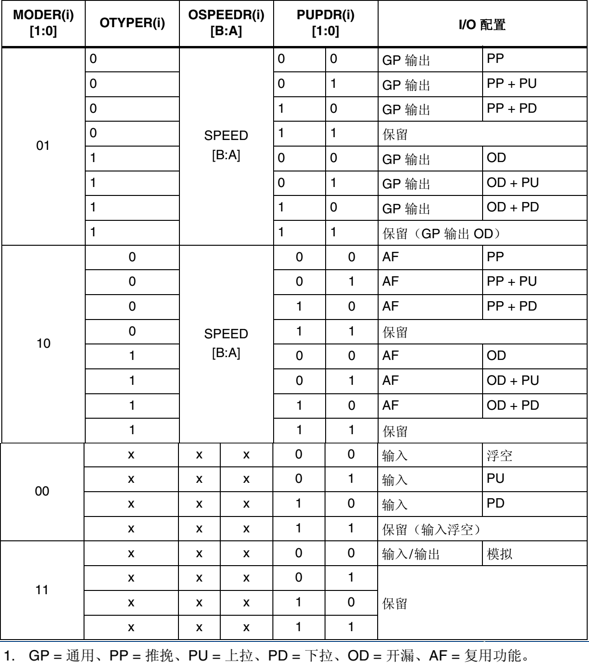 MODER(i) [1:0] OTYPER(i) OSPEEDR(i) [B:A] PUPDR(i) [1:0] I/O 配置
01 SPEED [B:A]
0 0 0 GP 输出 PP
0 0 1 GP 输出 PP + PU
0 1 0 GP 输出 PP + PD
0 1 1 保留
1 0 0 GP 输出 OD
1 0 1 GP 输出 OD + PU
1 1 0 GP 输出 OD + PD
1 1 1 保留（GP 输出 OD）
10 SPEED [B:A]
0 0 0 AF PP
0 0 1 AF PP + PU
0 1 0 AF PP + PD
0 1 1 保留
1 0 0 AF OD
1 0 1 AF OD + PU
1 1 0 AF OD + PD
1 1 1 保留
00
x x x 0 0 输入 浮空
x x x 0 1 输入 PU
x x x 1 0 输入 PD
x x x 1 1 保留（输入浮空）
11
x x x 0 0 输入/输出 模拟
x x x 0 1
x x x 1 0 保留
x x x 1 1
1. GP = 通用、PP = 推挽、PU = 上拉、PD = 下拉、OD = 开漏、AF = 复用功能。